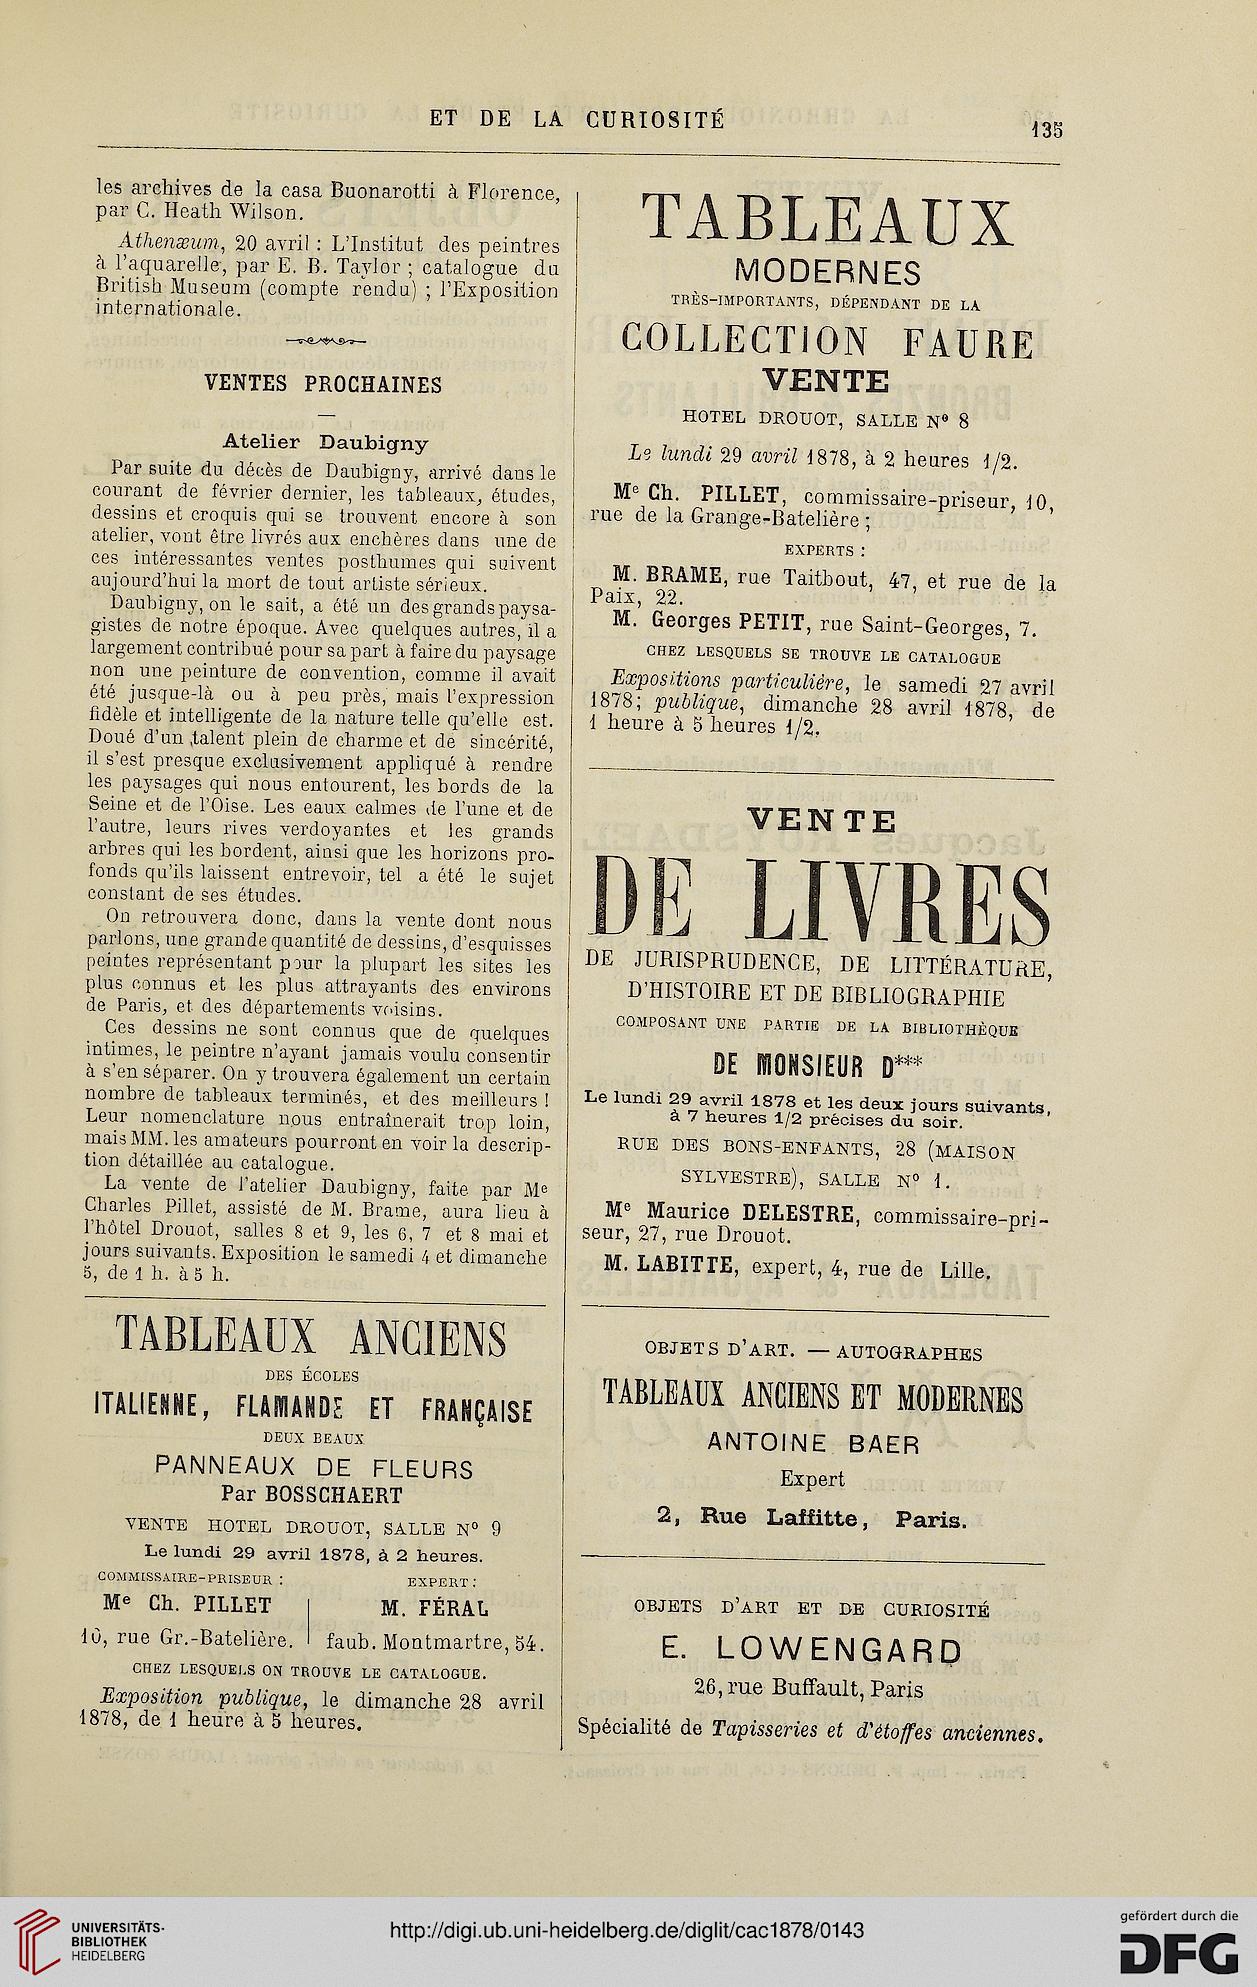 ET DE LA CURIOSITÉ
135
les archives de la casa Buonarotti à Florence,
par C. Heath Wilson.
Athenæum, 20 avril : L'Institut des peintres
à l'aquarelle, par E. B. Taylor ; catalogue du
British Museum (compte rendu) ; l'Exposition
internationale.
VENTES PROCHAINES
Atelier Daubigny
Par suite du décès de Daubigny, arrivé dans le
courant de février dernier, les tableaux, études,
dessins et croquis qui se trouvent encore à son
atelier, vont être livrés aux enchères dans une de
ces intéressantes ventes posthumes qui suivent
aujourd'hui la mort de tout artiste sérieux.
Daubigny, on le sait, a été un des grands paysa-
gistes de notre époque. Avec quelques autres, il a
largement contribué pour sa part à faire du paysage
non une peinture de convention, comme il avait
été jusque-là ou à peu près, mais l'expression
fidèle et intelligente de la nature telle qu'elle est.
Doué d'un talent plein de charme et de sincérité,
il s'est presque exclusivement appliqué à rendre
les paysages qui nous entourent, les bords de la
Seine et de l'Oise. Les eaux calmes de l'une et de
l'autre, leurs rives verdoyantes et les grands
arbres qui les bordent, ainsi que les horizons pro-
fonds qu'ils laissent entrevoir, tel a été le sujet
constant de ses études.
On retrouvera donc, dans la vente dont nous
parlons, une grande quantité de dessins, d'esquisses
peintes représentant pour la plupart les sites les
plus connus et les plus attrayants des environs
de Paris, et des départements voisins.
Ces dessins ne sont connus que de quelques
intimes, le peintre n'ayant jamais voulu consentir
à s'en séparer. On y trouvera également un certain
nombre de tableaux terminés, et des meilleurs !
Leur nomenclature nous entraînerait trop loin,
mais MM. les amateurs pourront en voir la descrip-
tion détaillée au catalogue.
La vente de l'atelier Daubigny, faite par Me
Charles Pillet, assisté de M. Brame, aura lieu à
l'hôtel Drouot, salles 8 et 9, les 6, 7 et 8 mai et
jours suivants. Exposition le samedi 4 et dimanche
5, de 1 h. à 5 h.
TABLEAUX ANCIENS
DES ÉCOLES
ITALIENNE, FLAMANDE ET FRANÇAISE
DEUX BEAUX
PANNEAUX DE FLEURS
Par BOSSCHAERT
VENTE HOTEL DROUOT, SALLE N° 9
Le lundi 29 avril 1878, à 2 heures.
COMMISSAIRE-PRISEUR : EXPERT :
Me Ch. PILLET M. FÉRAL
10, rue Gr.-Batelière. faub. Montmartre, 54.
CHEZ LESQUELS ON TROUVE LE CATALOGUE.
Exposition publique, le dimanche 28 avril
1878, de 1 heure à 5 heures.
TABLEAUX
MODERNES
TRÈS-IMPORTANTS, DÉPENDANT DE LA
COLLECTION FAURE
VENTE
HOTEL DROUOT, SALLE N° 8
Le lundi 29 avril 1878, à 2 heures 1/2.
Me Ch. PILLET, commissaire-priseur, 10,
rue de la Grange-Batelière ;
EXPERTS :
M. BRAME, rue Taitbout, 47, et rue de la
Paix, 22.
M. Georges PETIT, rue Saint-Georges, 7.
CHEZ LESQUELS SE TROUVE LE CATALOGUE
Expositions particulière, le samedi 27 avril
1878; publique, dimanche 28 avril 1878, de
1 heure à 5 heures 1/2.
VENTE
DE LIVRES
DE JURISPRUDENCE, DE LITTÉRATURE,
D'HISTOIRE ET DE BIBLIOGRAPHIE
COMPOSANT UNE PARTIE DE LA BIBLIOTHÈQUE
DE MONSIEUR D***
Le lundi 29 avril 1878 et les deux jours suivants,
à 7 heures 1/2 précises du soir.
RUE DES BONS-ENFANTS, 28 (MAISON
SYLVESTRE), SALLE N° 1.
Me Maurice DELESTRE, commissaire-pri-
seur, 27, rue Drouot.
M. LABITTE, expert, 4, rue de Lille.
OBJETS D'ART. — AUTOGRAPHES
TABLEAUX ANCIENS ET MODERNES
ANTOINE BAER
Expert
2, Rue Laffitte, Paris.
OBJETS D'ART ET DE CURIOSITÉ
E. LOWENGARD
26, rue Buffault, Paris
Spécialité de Tapisseries et d'étoffes anciennes.
UNIVERSITÄTS-
BIBLIOTHEK
HEIDELBERG
http://digi.ub.uni-heidelberg.de/diglit/cac1878/0143
gefördert durch die
DFG